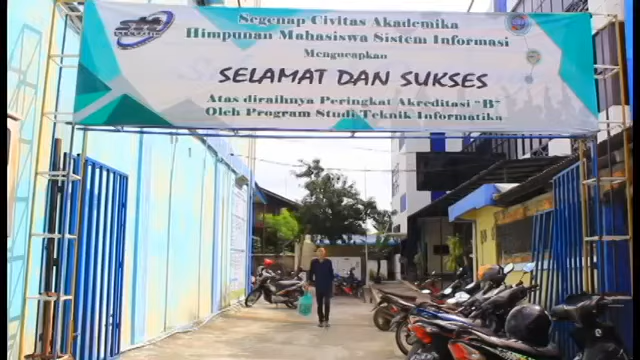 Segenap Civitas Akademika
Himpunan Mahasiswa Sistem Informasi
Mengucapkan
SELAMAT DAN SUKSES
Atas diraihnya Peringkat Akreditasi "B"
Oleh Program Studi Teknik Informatika